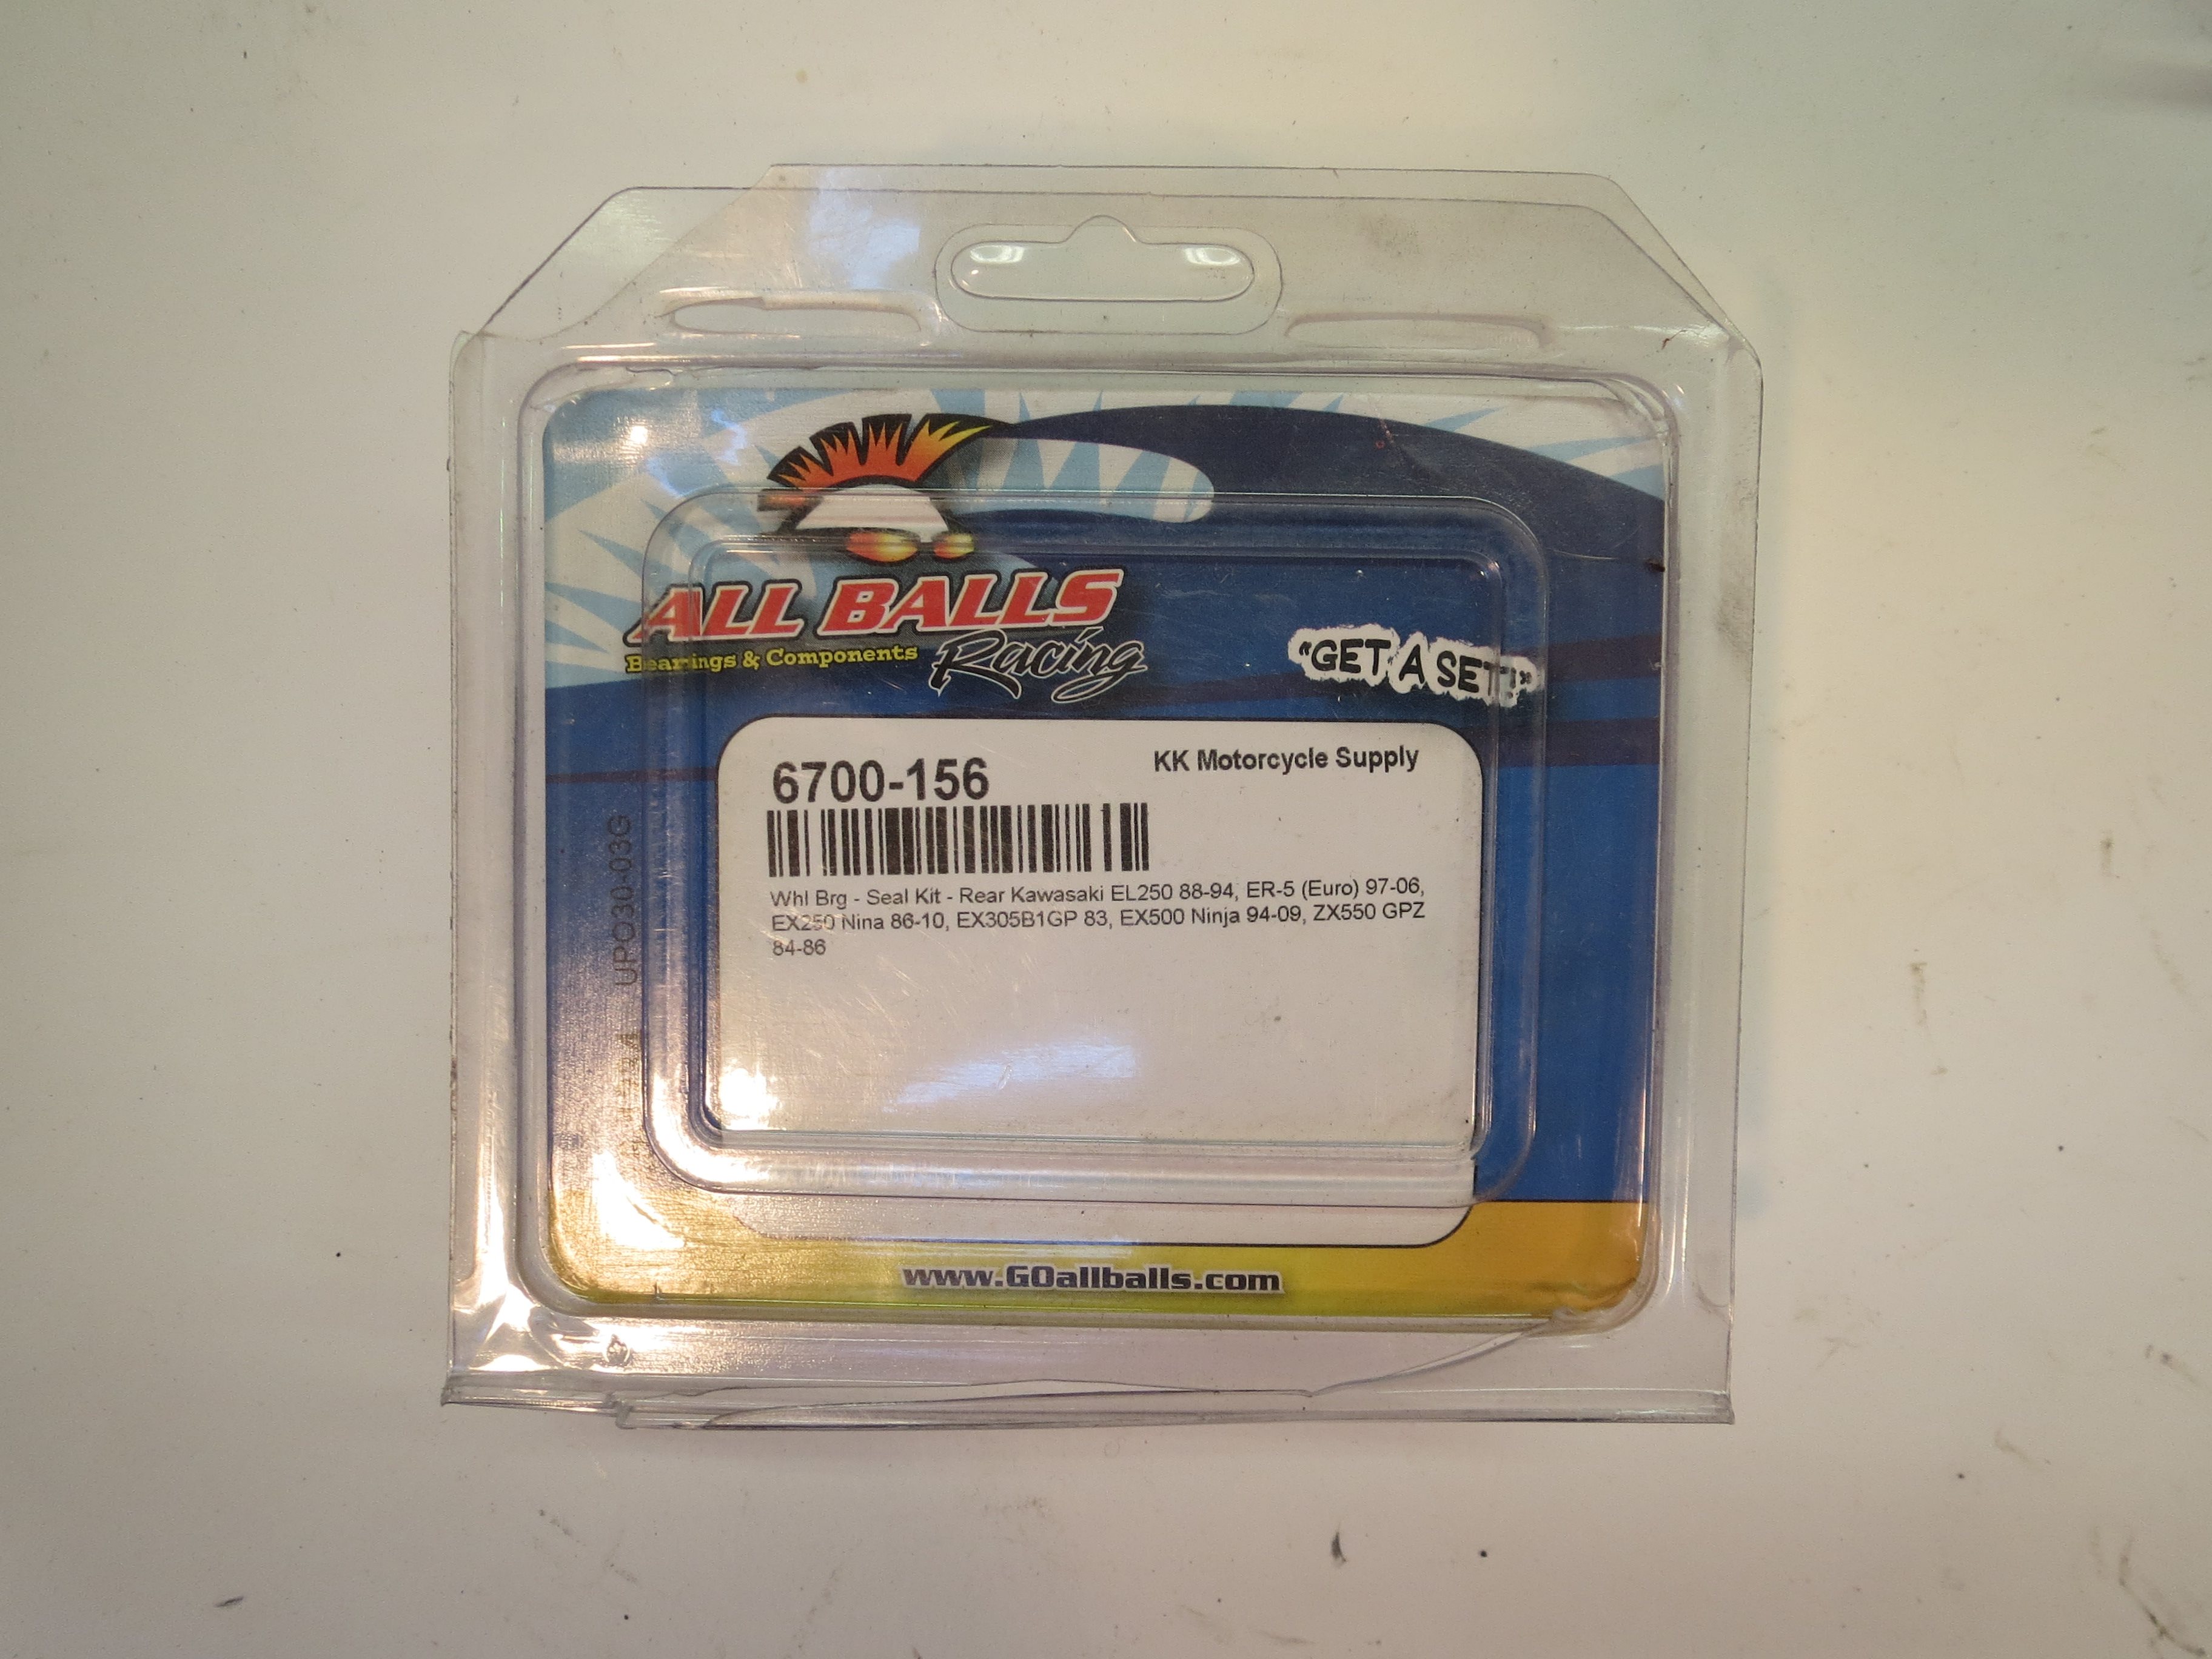 ALL BALLS
Bearings & Components Racing
"GET A SET!"
6700-156
KK Motorcycle Supply
Whl Brg - Seal Kit - Rear Kawasaki EL250 88-94, ER-5 (Euro) 97-06,
EX250 Nina 86-10, EX305B1GP 83, EX500 Ninja 94-09, ZX550 GPZ
84-86
UPO30-03G
www.GOallballs.com